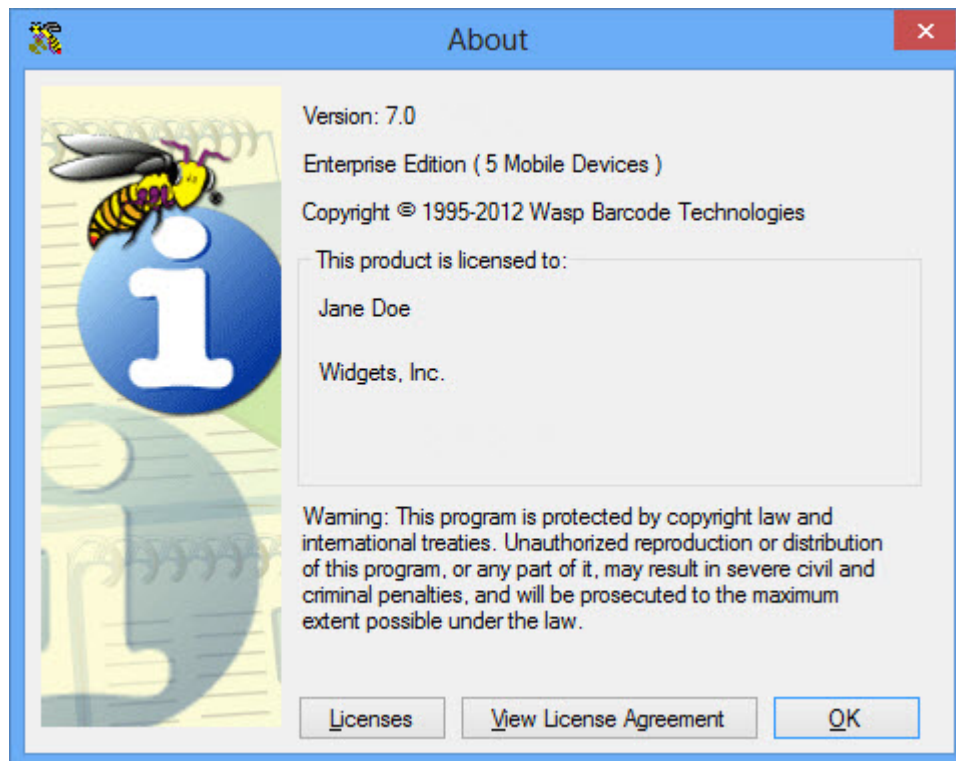 About
Version: 7.0
Enterprise Edition ( 5 Mobile Devices )
Copyright © 1995-2012 Wasp Barcode Technologies
This product is licensed to:
Jane Doe
Widgets, Inc.
Warning: This program is protected by copyright law and
international treaties. Unauthorized reproduction or distribution
of this program, or any part of it, may result in severe civil and
criminal penalties, and will be prosecuted to the maximum
extent possible under the law.
Licenses
View License Agreement
OK